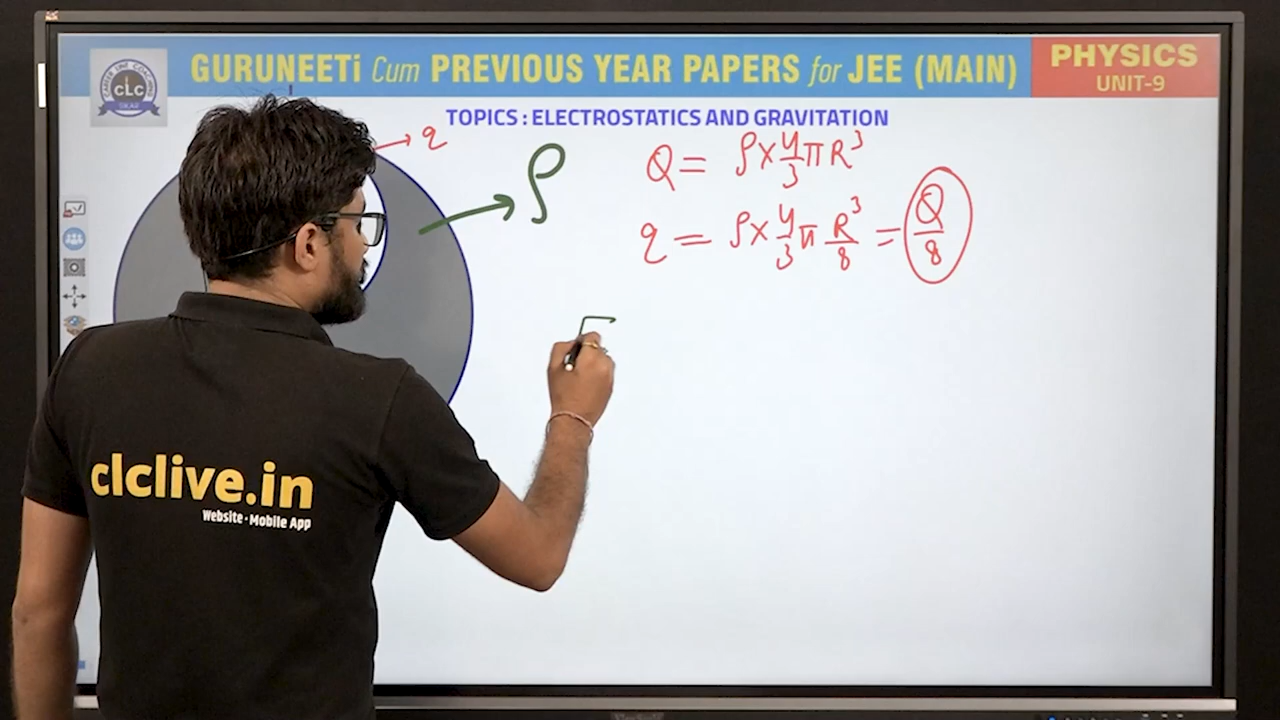 GURUNEETi Cum PREVIOUS YEAR PAPERS for JEE (MAIN)
PHYSICS
UNIT-9
CLC
SIKAR
TOPICS : ELECTROSTATICS AND GRAVITATION
→ q
→ ρ
Q = ρ × 4/3 π R³
q = ρ × 4/3 π R³/8 = Q/8
clclive.in
Website · Mobile App